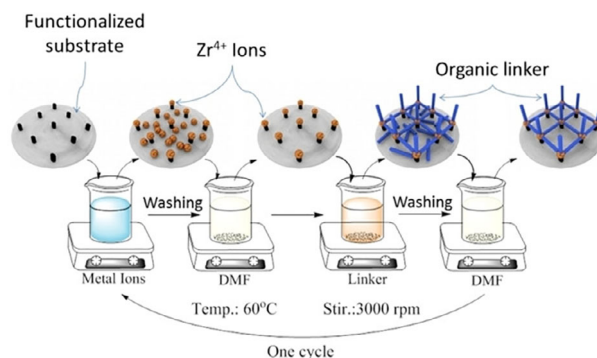 Functionalized
substrate
Zr⁴⁺ Ions
Organic linker
Washing
Washing
Metal Ions
DMF
Linker
DMF
Temp.: 60°C
Stir.:3000 rpm
One cycle